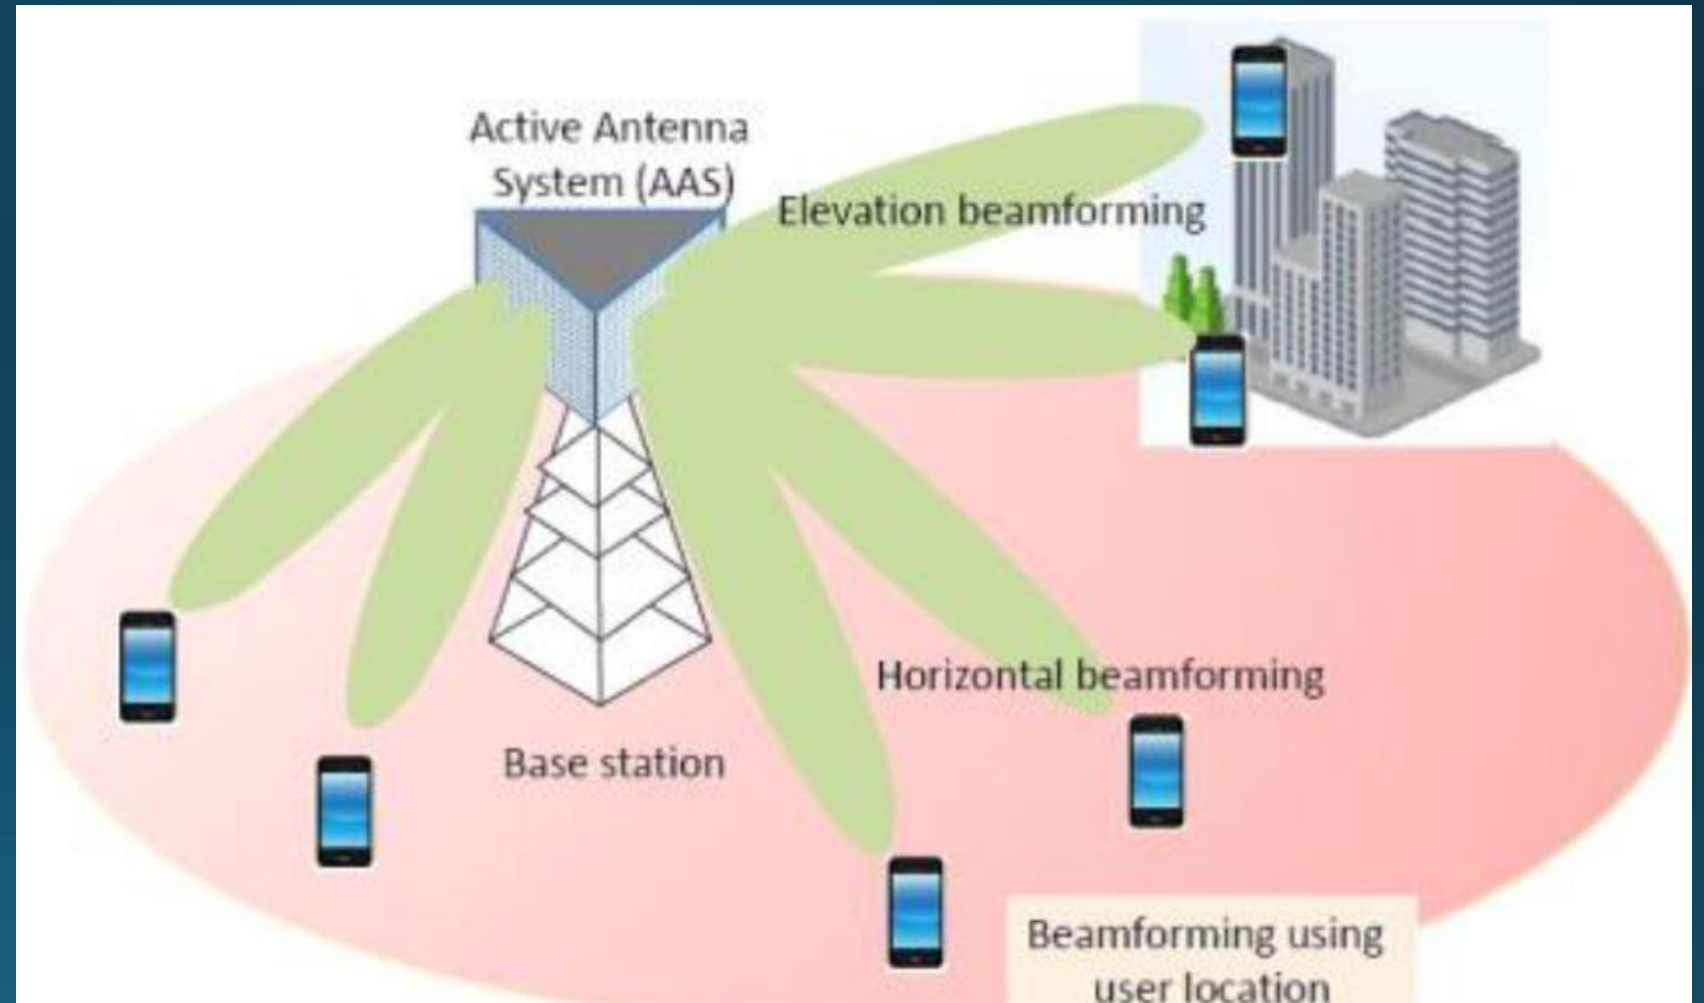 Active Antenna
System (AAS)
Elevation beamforming
Horizontal beamforming
Base station
Beamforming using
user location